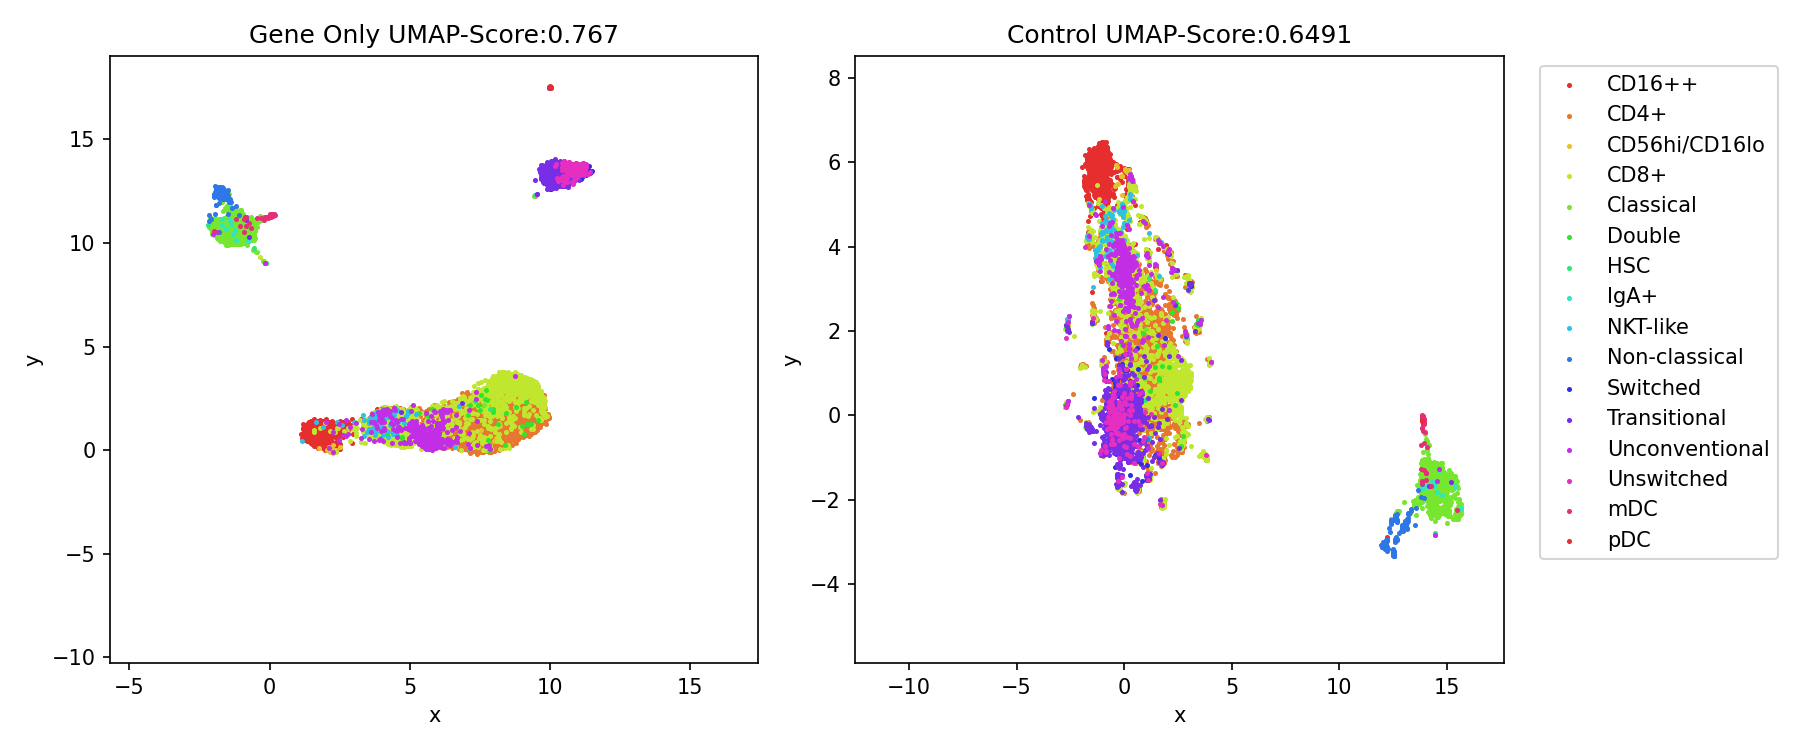 Gene Only UMAP-Score:0.767
Control UMAP-Score:0.6491
15
10
5
0
−5
−10
y
−5
0
5
10
15
x
8
6
4
2
0
−2
−4
y
−10
−5
0
5
10
15
x
CD16++
CD4+
CD56hi/CD16lo
CD8+
Classical
Double
HSC
IgA+
NKT-like
Non-classical
Switched
Transitional
Unconventional
Unswitched
mDC
pDC